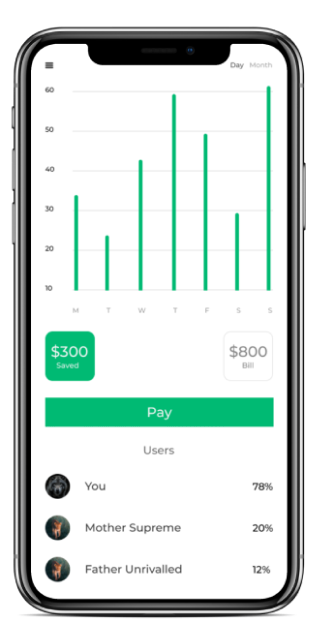 Day Month
60
50
40
30
20
10
M T W T F S S
$300 $800
Saved Bill
Pay
Users
You 78%
Mother Supreme 20%
Father Unrivalled 12%